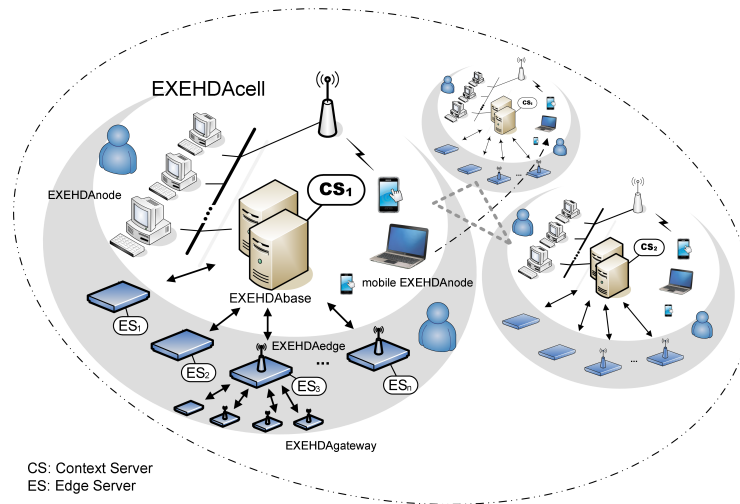 EXEHDAcell
CS₁
EXEHDAnode
EXEHDAbase
mobile EXEHDAnode
ES₁
ES₂
EXEHDAedge
ES₃
...
ESₙ
EXEHDAgateway
CS₂
...
...
CS: Context Server
ES: Edge Server